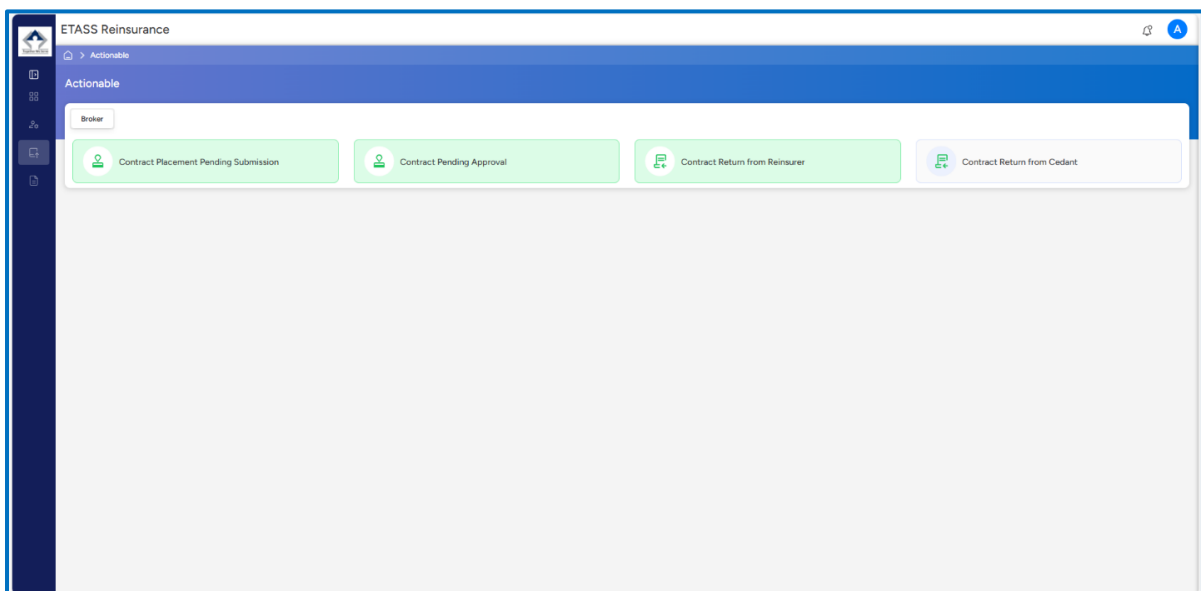 ETASS Reinsurance
A
> Actionable
Actionable
Broker
Contract Placement Pending Submission
Contract Pending Approval
Contract Return from Reinsurer
Contract Return from Cedant